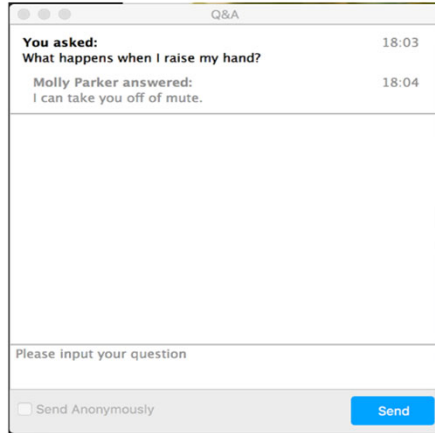 Q&A
You asked: 18:03
What happens when I raise my hand?
Molly Parker answered: 18:04
I can take you off of mute.
Please input your question
Send Anonymously
Send